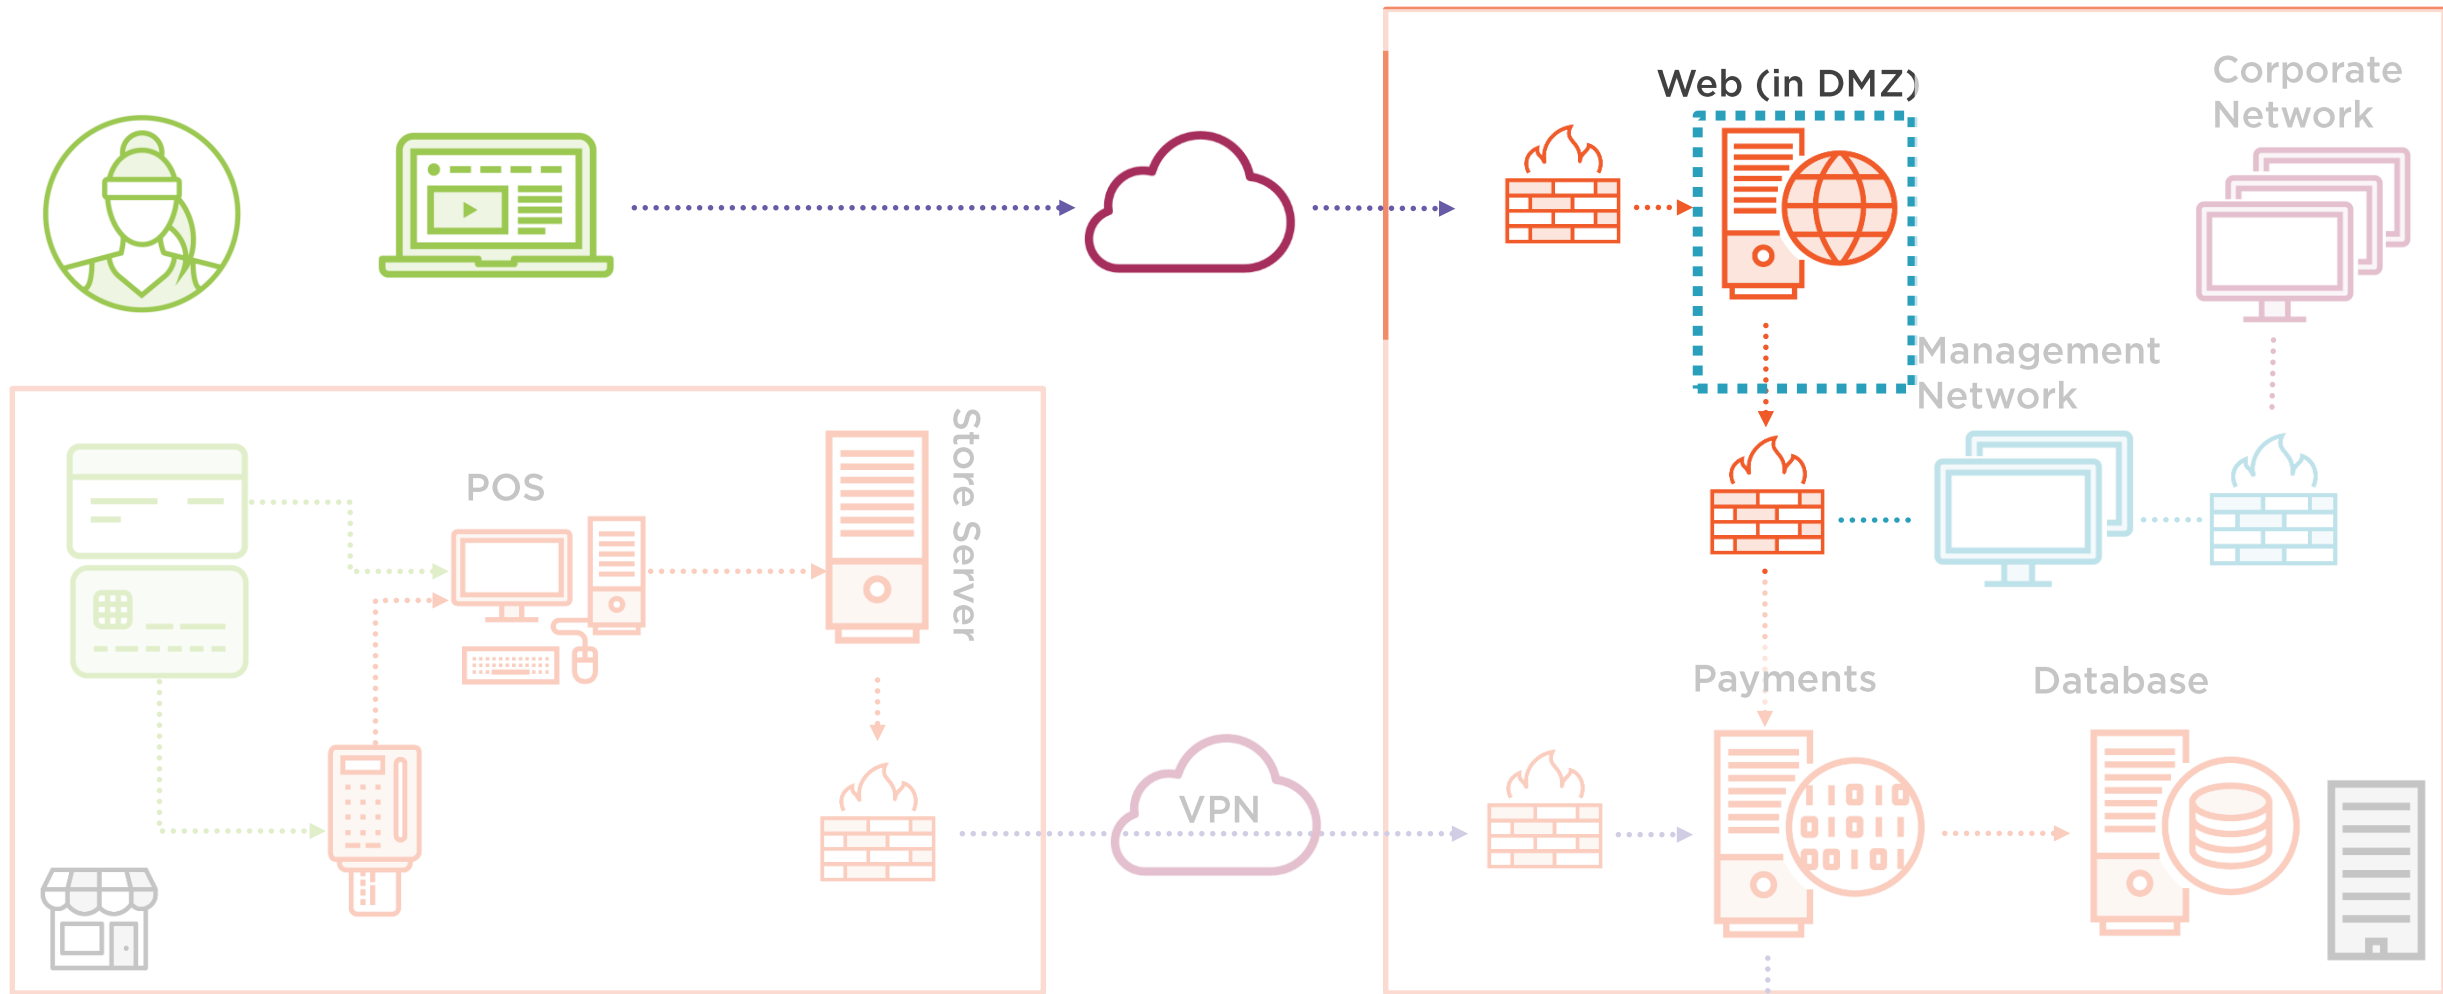 Web (in DMZ)
Corporate
Network
Management
Network
POS
Store Server
Payments
Database
VPN